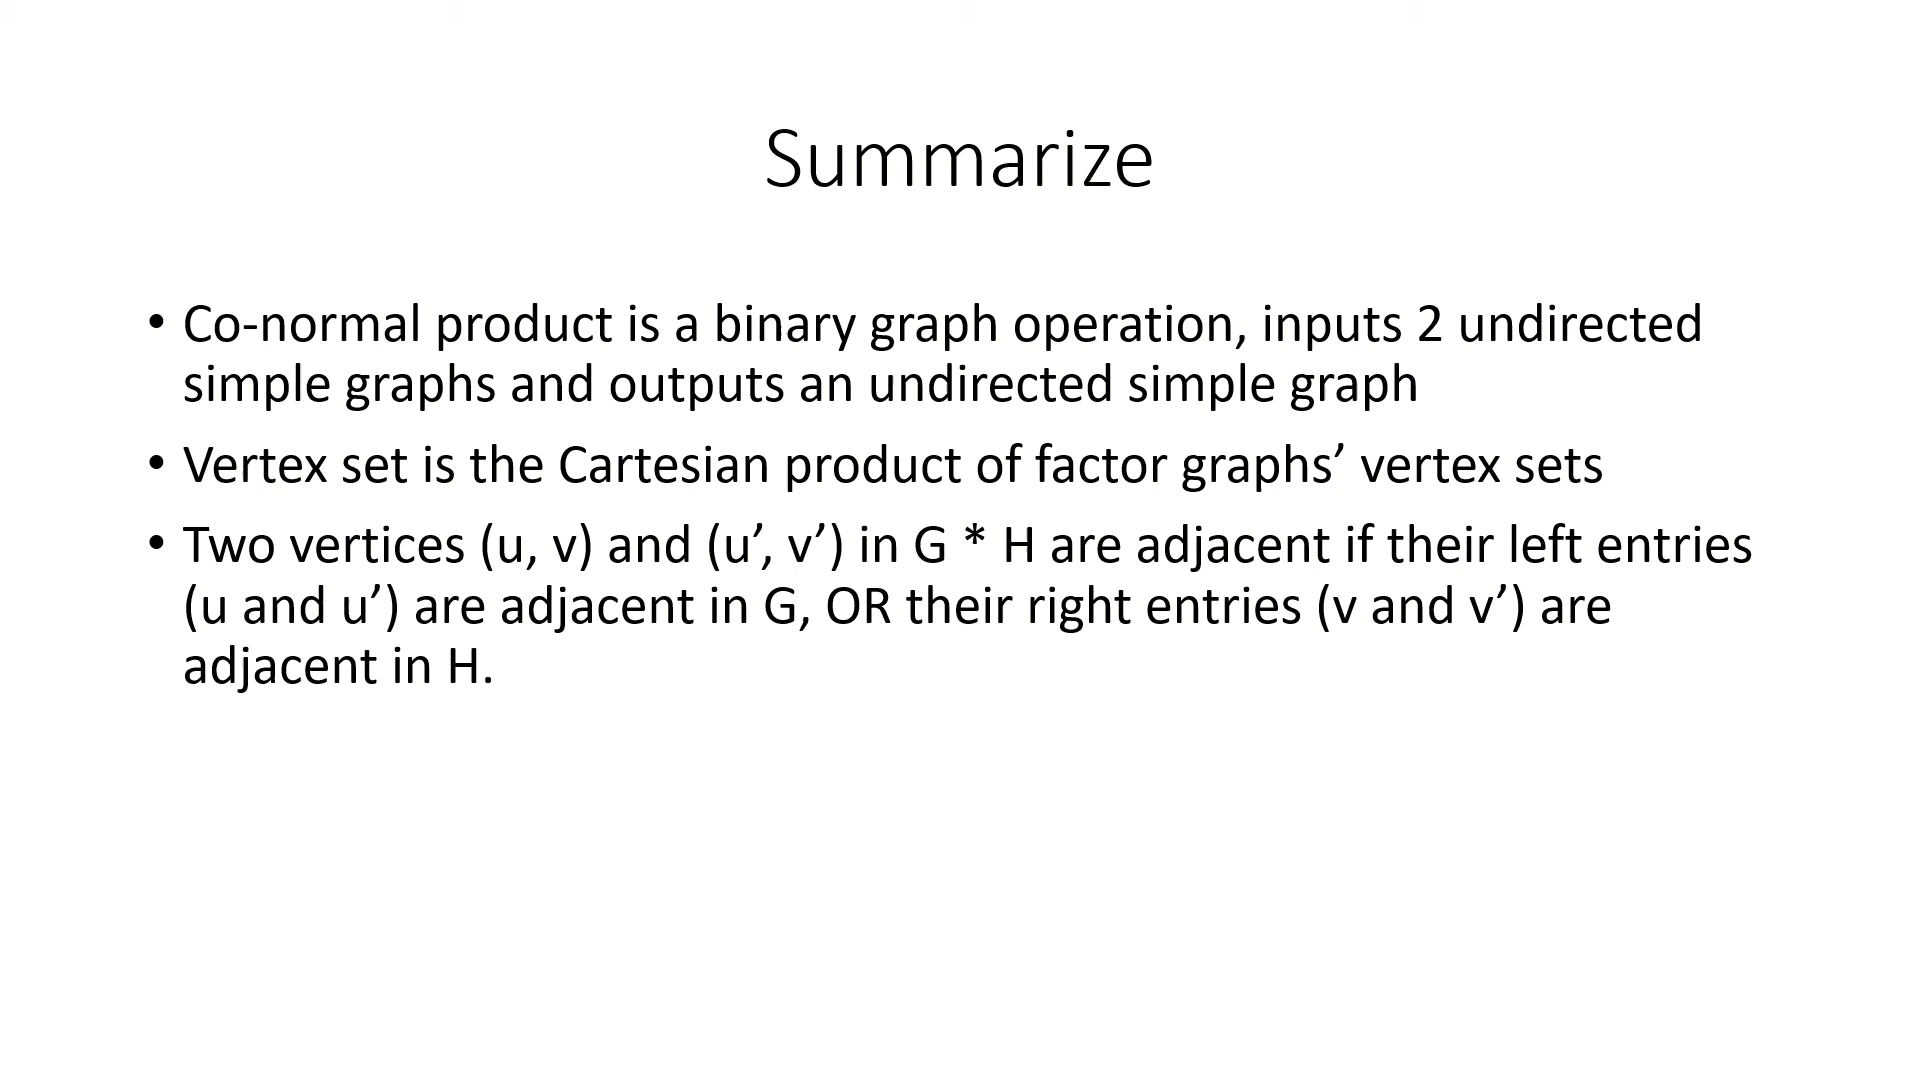 Summarize
• Co-normal product is a binary graph operation, inputs 2 undirected
simple graphs and outputs an undirected simple graph
• Vertex set is the Cartesian product of factor graphs’ vertex sets
• Two vertices (u, v) and (u’, v’) in G * H are adjacent if their left entries
(u and u’) are adjacent in G, OR their right entries (v and v’) are
adjacent in H.